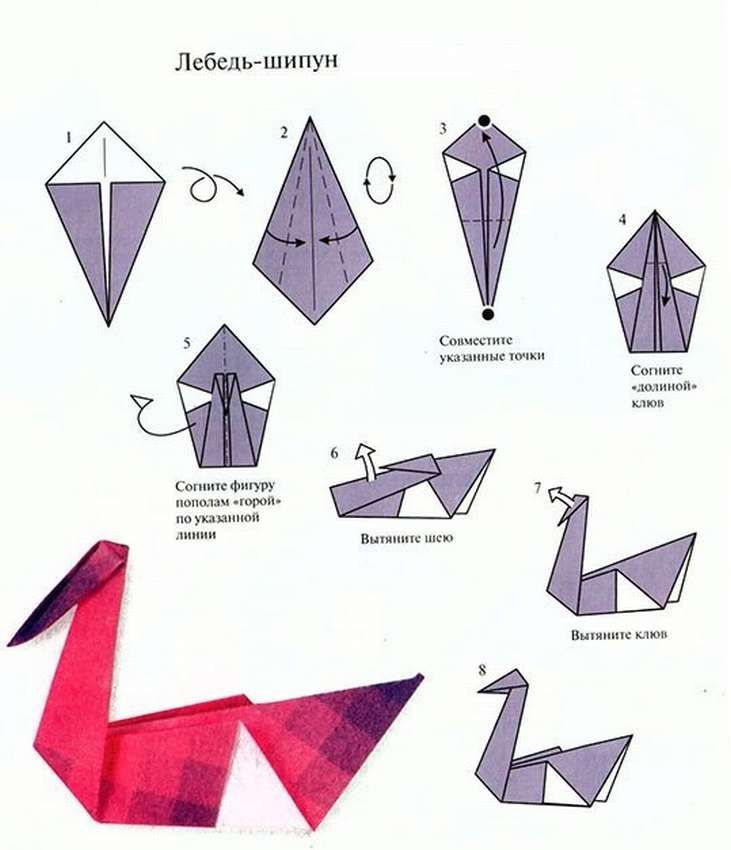 Лебедь-шипун
1
2
3
4
Совместите
указанные точки
Согните
«долиной»
клюв
5
Согните фигуру
пополам «горой»
по указанной
линии
6
Вытяните шею
7
Вытяните клюв
8